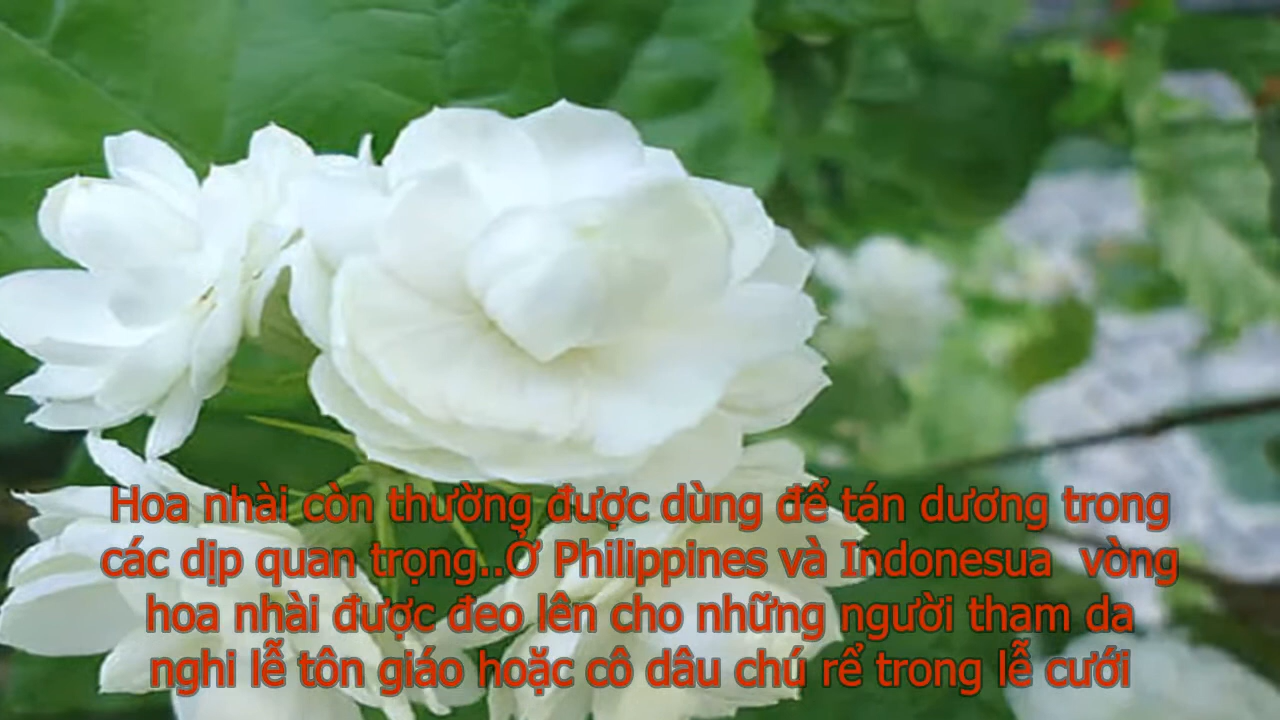 Hoa nhài còn thường được dùng để tán dương trong
các dịp quan trọng..Ở Philippines và Indonesua  vòng
hoa nhài được đeo lên cho những người tham da
nghi lễ tôn giáo hoặc cô dâu chú rể trong lễ cưới